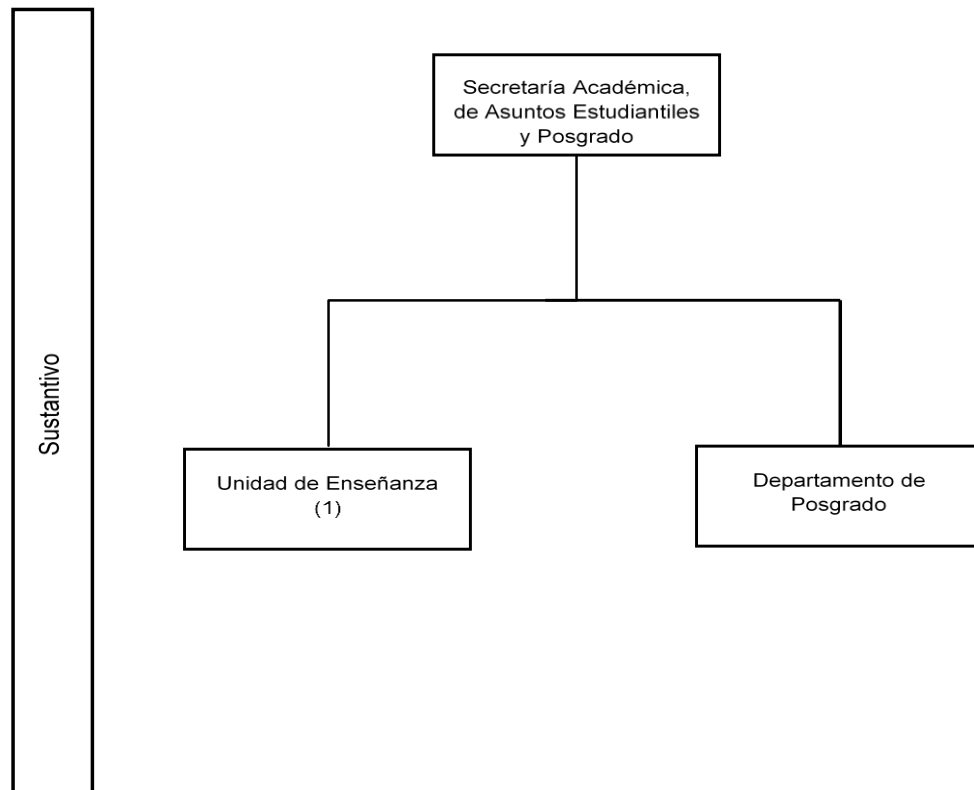 Secretaría Académica,
de Asuntos Estudiantiles
y Posgrado
Sustantivo
Unidad de Enseñanza
(1)
Departamento de
Posgrado